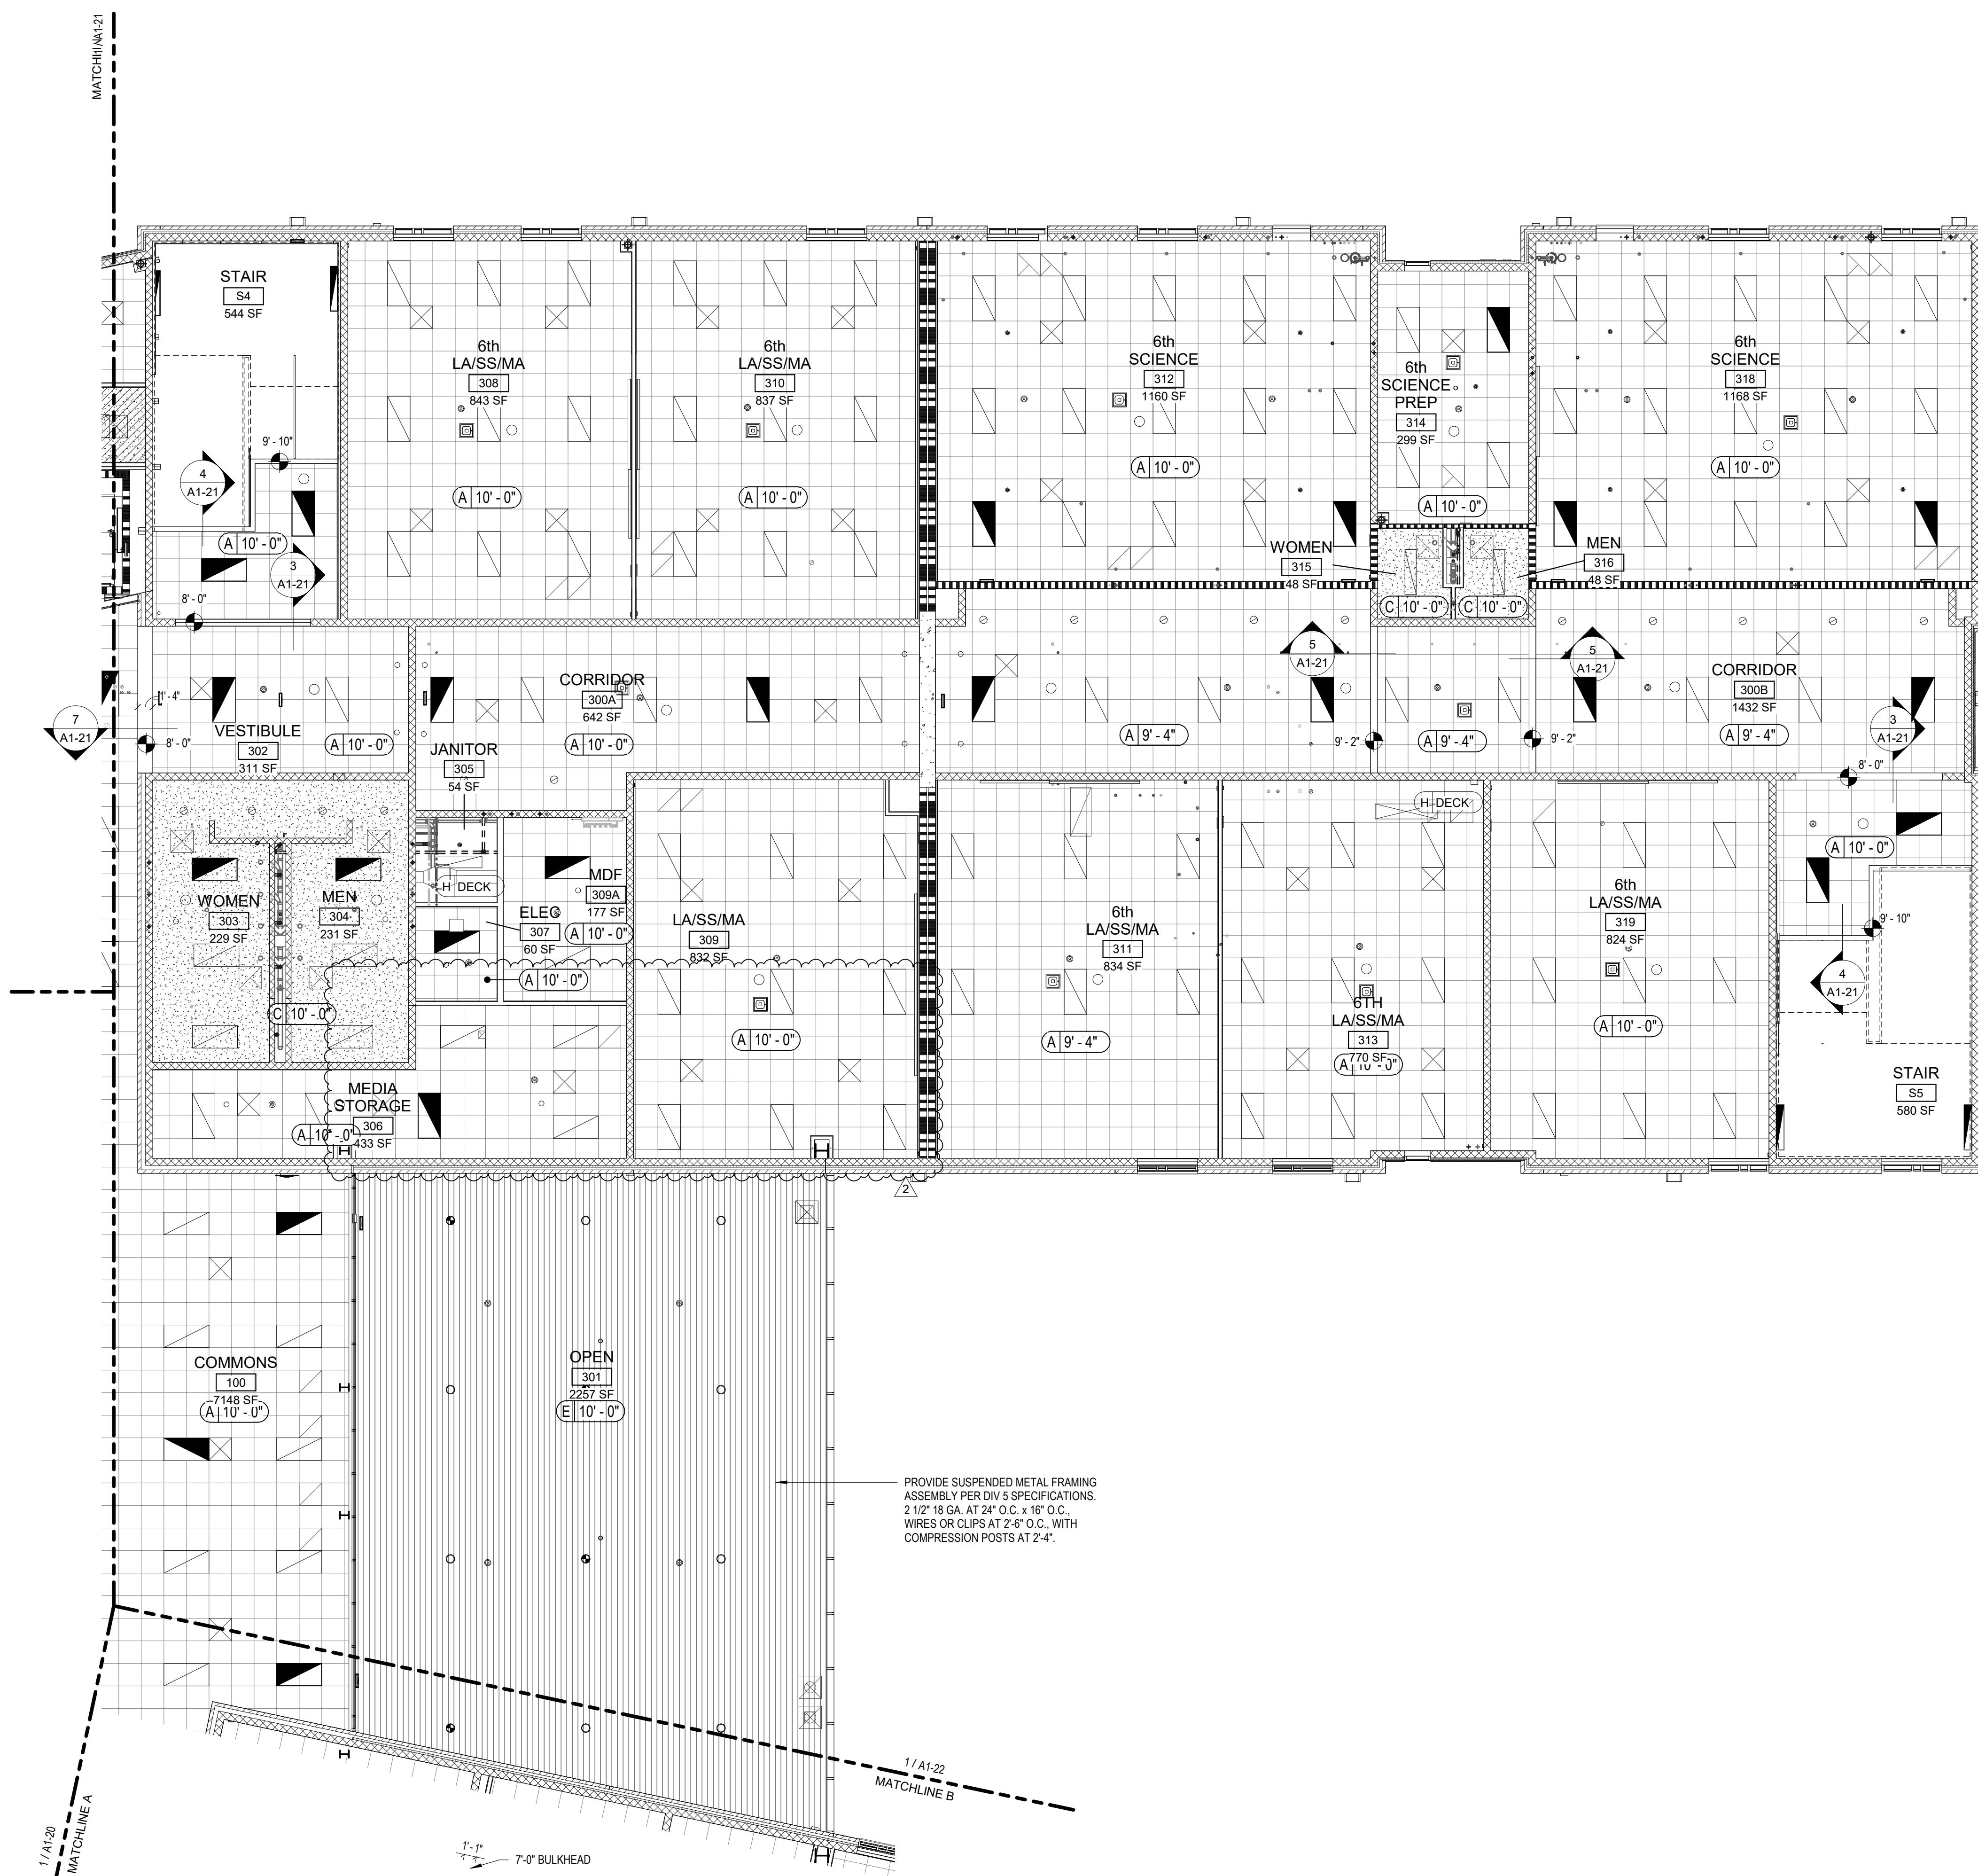 MATCHLINE A
STAIR
S4
544 SF
9' - 10"
4
A1-21
A 10' - 0"
3
A1-21
8' - 0"
6th
LA/SS/MA
308
843 SF
A 10' - 0"
6th
LA/SS/MA
310
837 SF
A 10' - 0"
6th
SCIENCE
312
1160 SF
A 10' - 0"
6th
SCIENCE
PREP
314
299 SF
A 10' - 0"
6th
SCIENCE
318
1168 SF
A 10' - 0"
WOMEN
315
48 SF
C 10' - 0"
MEN
316
48 SF
C 10' - 0"
7
A1-21
1' - 4"
8' - 0"
VESTIBULE
302
311 SF
A 10' - 0"
CORRIDOR
300A
642 SF
A 10' - 0"
A 9' - 4"
5
A1-21
9' - 2"
A 9' - 4"
9' - 2"
5
A1-21
CORRIDOR
300B
1432 SF
A 9' - 4"
3
A1-21
8' - 0"
JANITOR
305
54 SF
H DECK
WOMEN
303
229 SF
MEN
304
231 SF
C 10' - 0"
ELEC
307
60 SF
A 10' - 0"
MDF
309A
177 SF
A 10' - 0"
LA/SS/MA
309
832 SF
A 10' - 0"
6th
LA/SS/MA
311
834 SF
A 9' - 4"
H DECK
6TH
LA/SS/MA
313
770 SF
A 10' - 0"
6th
LA/SS/MA
319
824 SF
A 10' - 0"
A 10' - 0"
9' - 10"
4
A1-21
STAIR
S5
580 SF
MEDIA
STORAGE
306
433 SF
A 10' - 0"
2
COMMONS
100
7148 SF
A 10' - 0"
OPEN
301
2257 SF
E 10' - 0"
PROVIDE SUSPENDED METAL FRAMING
ASSEMBLY PER DIV 5 SPECIFICATIONS.
2 1/2" 18 GA. AT 24" O.C. x 16" O.C.,
WIRES OR CLIPS AT 2'-6" O.C., WITH
COMPRESSION POSTS AT 2'-4".
1 / A1-22
MATCHLINE B
1 / A1-20
1' - 1"
7'-0" BULKHEAD